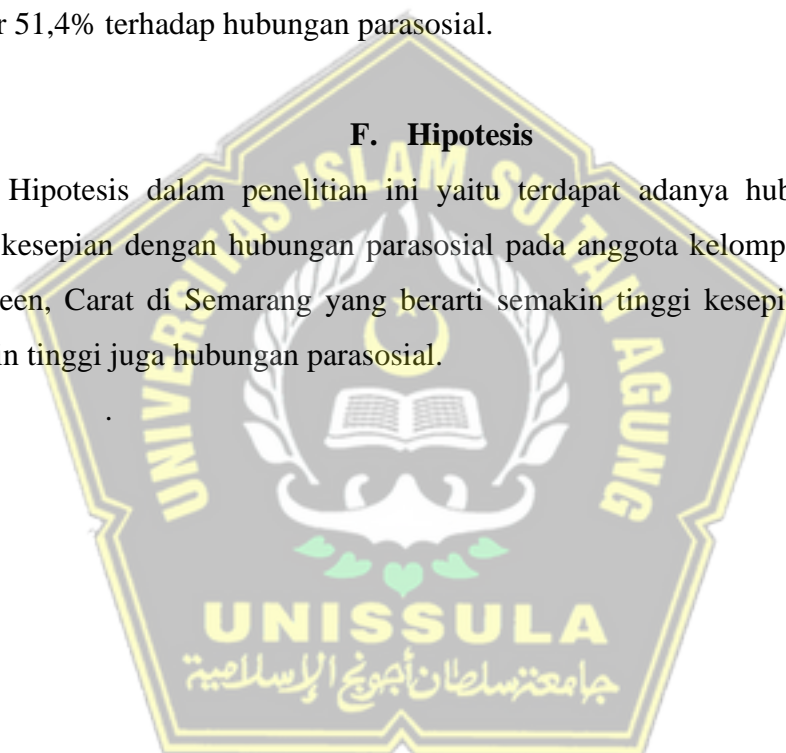 r 51,4% terhadap hubungan parasosial.
F. Hipotesis
Hipotesis dalam penelitian ini yaitu terdapat adanya hub
kesepian dengan hubungan parasosial pada anggota kelomp
een, Carat di Semarang yang berarti semakin tinggi kesepi
n tinggi juga hubungan parasosial.
.
UNIVERSITAS ISLAM SULTAN AGUNG
UNISSULA
جامعتسلطان أجونج الإسلامية